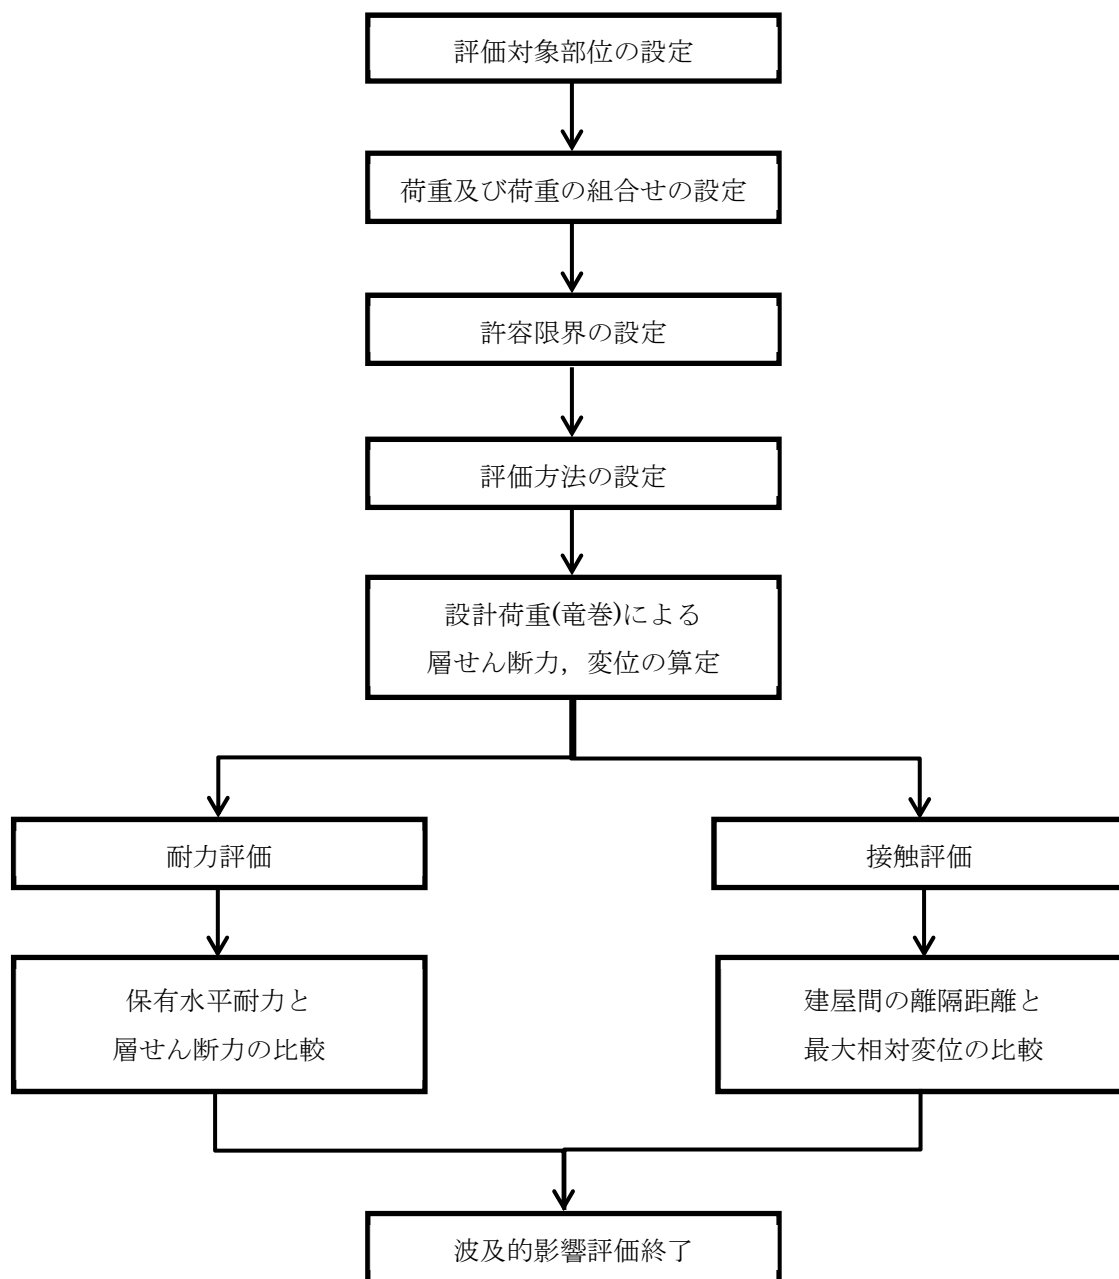 評価対象部位の設定
荷重及び荷重の組合せの設定
許容限界の設定
評価方法の設定
設計荷重(竜巻)による
層せん断力，変位の算定
耐力評価
接触評価
保有水平耐力と
層せん断力の比較
建屋間の離隔距離と
最大相対変位の比較
波及的影響評価終了